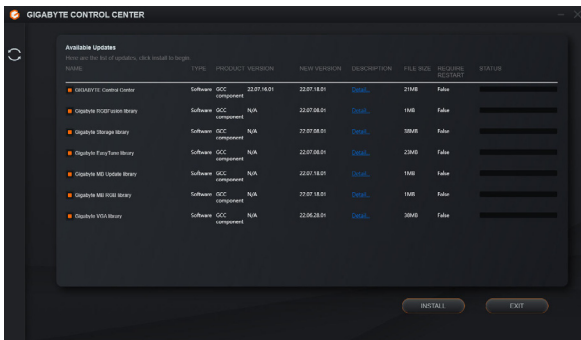 GIGABYTE CONTROL CENTER
Available Updates
Here are the list of updates, click install to begin.
NAME TYPE PRODUCT VERSION NEW VERSION DESCRIPTION FILE SIZE REQUIRE RESTART STATUS
GIGABYTE Control Center Software GCC component 22.07.16.01 22.07.18.01 Detail... 21MB False
Gigabyte RGBFusion library Software GCC component N/A 22.07.08.01 Detail... 1MB False
Gigabyte Storage library Software GCC component N/A 22.07.08.01 Detail... 38MB False
Gigabyte EasyTune library Software GCC component N/A 22.07.08.01 Detail... 23MB False
Gigabyte MB Update library Software GCC component N/A 22.07.18.01 Detail... 1MB False
Gigabyte MB RGB library Software GCC component N/A 22.07.18.01 Detail... 1MB False
Gigabyte VGA library Software GCC component N/A 22.06.28.01 Detail... 38MB False
INSTALL EXIT